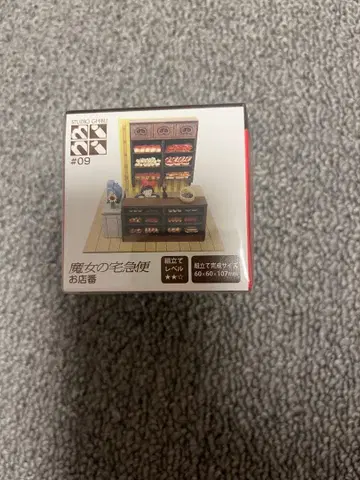 STUDIO GHIBLI
#09
魔女の宅急便
お店番
組立て
レベル
★★☆
組立て完成サイズ
60×60×107mm